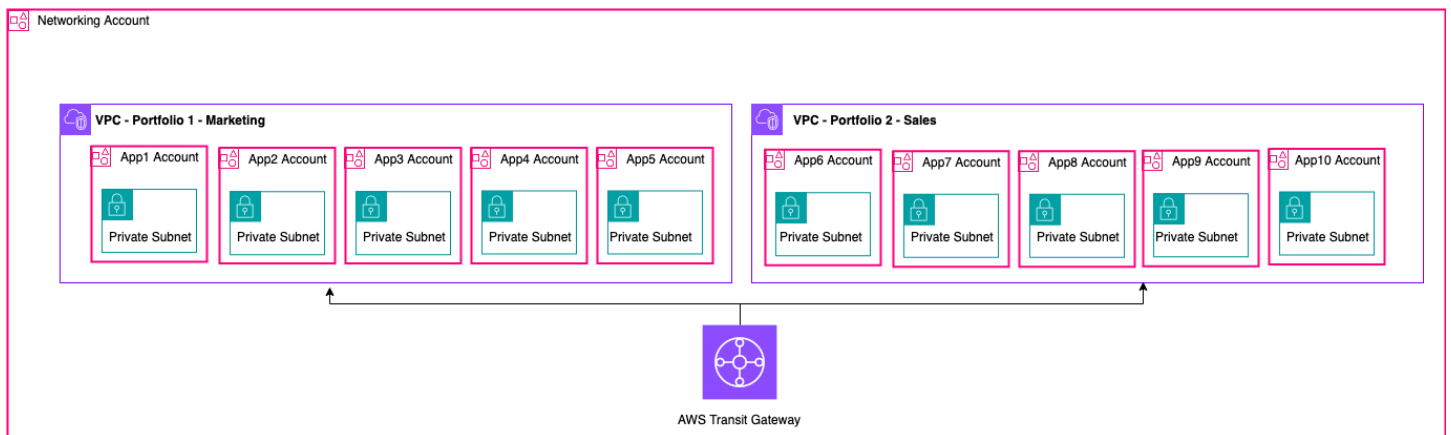 Networking Account
VPC - Portfolio 1 - Marketing
App1 Account
App2 Account
App3 Account
App4 Account
App5 Account
Private Subnet
Private Subnet
Private Subnet
Private Subnet
Private Subnet
VPC - Portfolio 2 - Sales
App6 Account
App7 Account
App8 Account
App9 Account
App10 Account
Private Subnet
Private Subnet
Private Subnet
Private Subnet
Private Subnet
AWS Transit Gateway